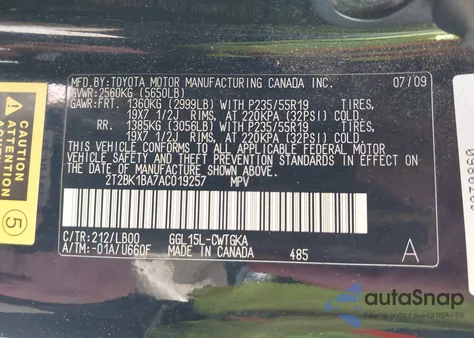 MFD.BY:TOYOTA MOTOR MANUFACTURING CANADA INC. 07/09
GVWR:2560KG (5650LB)
GAWR:FRT. 1360KG (2999LB) WITH P235/55R19 TIRES,
19X7 1/2J RIMS, AT 220KPA (32PSI) COLD.
RR. 1385KG (3056LB) WITH P235/55R19 TIRES,
19X7 1/2J RIMS, AT 220KPA (32PSI) COLD.
THIS VEHICLE CONFORMS TO ALL APPLICABLE FEDERAL MOTOR
VEHICLE SAFETY AND THEFT PREVENTION STANDARDS IN EFFECT
ON THE DATE OF MANUFACTURE SHOWN ABOVE.
2T2BK1BA7AC019257 MPV
C/TR:212/LB00 GGL15L-CWTGKA
A/TM:-01A/U660F MADE IN CANADA 485 A
5
autoSnap